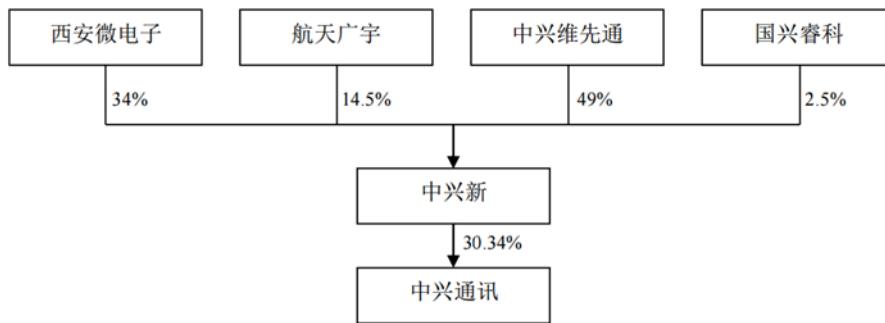 西安微电子 航天广宇 中兴维先通 国兴睿科
34% 14.5% 49% 2.5%
中兴新
30.34%
中兴通讯